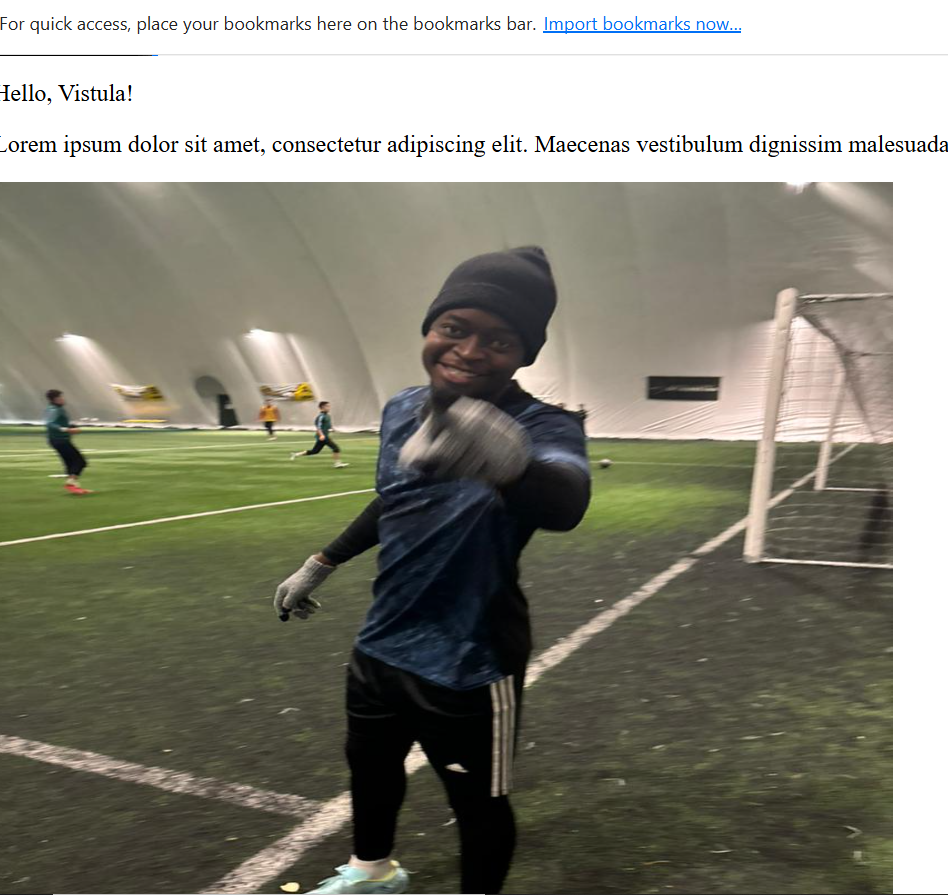 For quick access, place your bookmarks here on the bookmarks bar. Import bookmarks now...
Hello, Vistula!
Lorem ipsum dolor sit amet, consectetur adipiscing elit. Maecenas vestibulum dignissim malesuada